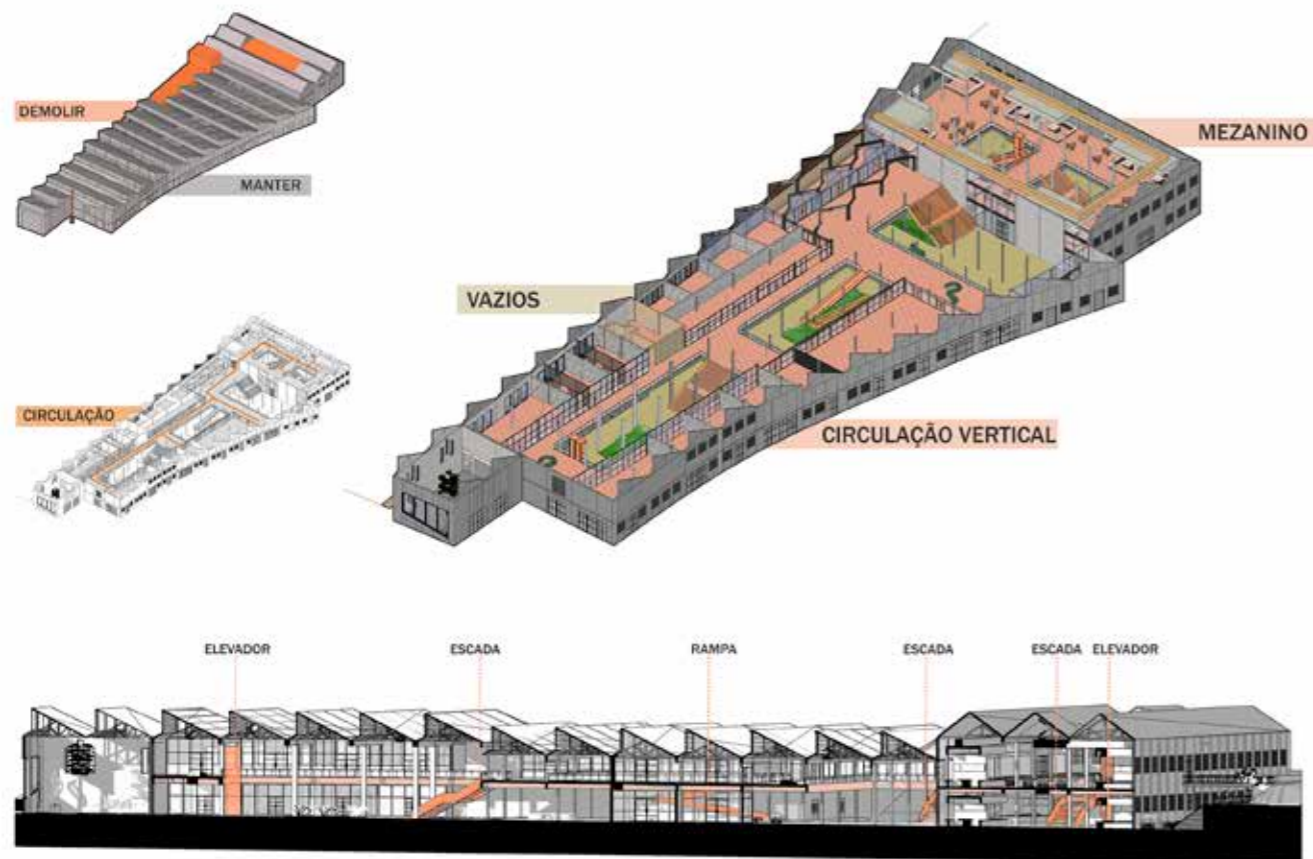 DEMOLIR
MANTER
MEZANINO
VAZIOS
CIRCULAÇÃO
CIRCULAÇÃO VERTICAL
ELEVADOR
ESCADA
RAMPA
ESCADA
ESCADA
ELEVADOR